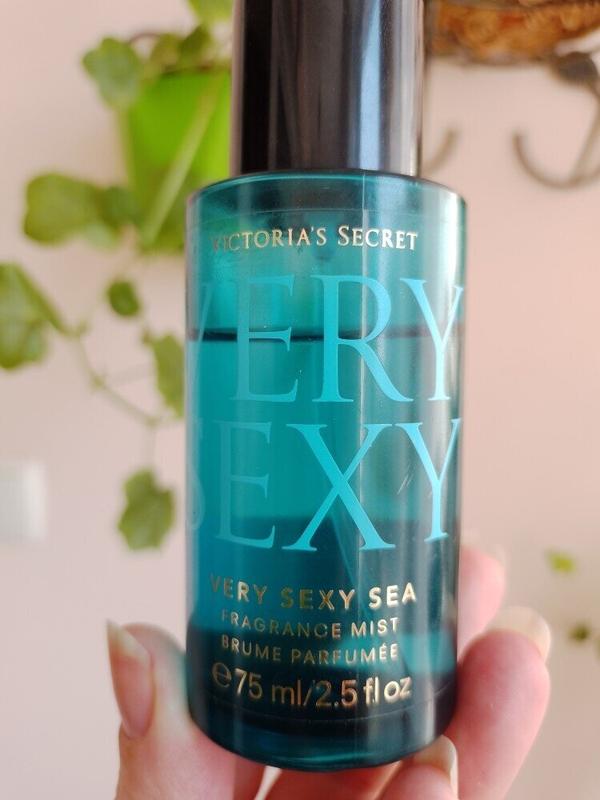 VICTORIA'S SECRET
VERY
SEXY
VERY SEXY SEA
FRAGRANCE MIST
BRUME PARFUMÉE
℮75 ml/2.5 fl oz